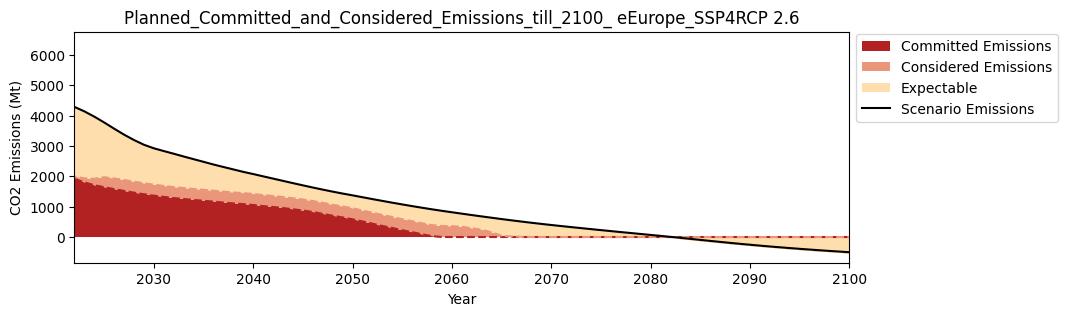 Planned_Committed_and_Considered_Emissions_till_2100_ eEurope_SSP4RCP 2.6
CO2 Emissions (Mt)
6000
5000
4000
3000
2000
1000
0
2030 2040 2050 2060 2070 2080 2090 2100
Year
Committed Emissions
Considered Emissions
Expectable
Scenario Emissions